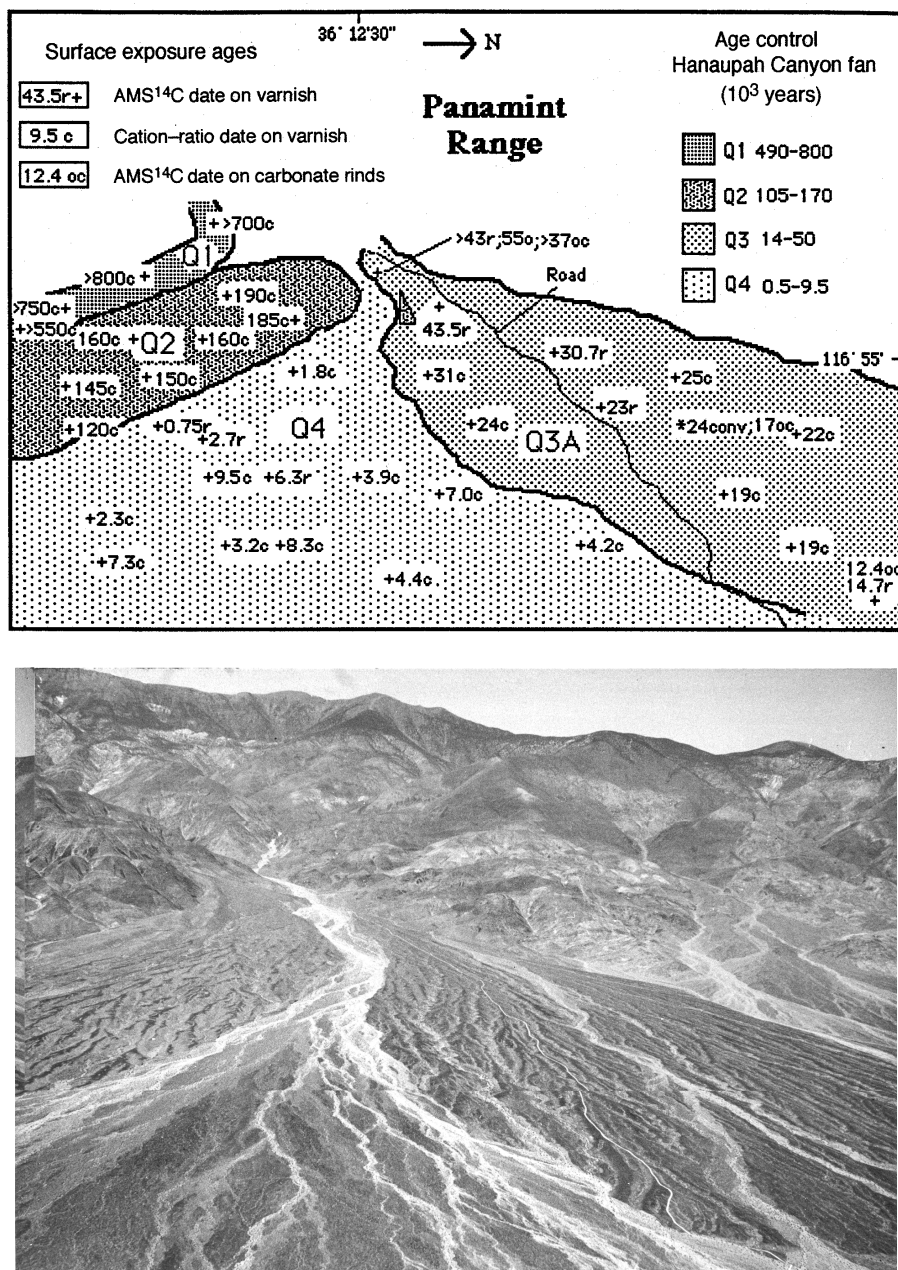 36° 12'30"
N
Surface exposure ages
43.5r+ AMS¹⁴C date on varnish
9.5 c Cation-ratio date on varnish
12.4 oc AMS¹⁴C date on carbonate rinds
Panamint
Range
Age control
Hanaupah Canyon fan
(10³ years)
Q1 490-800
Q2 105-170
Q3 14-50
Q4 0.5-9.5
+>700c
Q1
>800c+
>750c+
+>550c
+190c
185c+
160c+
Q2
+160c
+145c
+150c
+120c
>43r;55c;>37oc
Road
+
43.5r
+30.7r
116° 55'
+31c
+25c
+1.8c
+0.75r
+2.7r
Q4
+24c
Q3A
+23r
*24conv;17oc
+22c
+9.5c
+6.3r
+3.9c
+7.0c
+19c
+2.3c
+7.3c
+3.2c
+8.3c
+4.2c
+19c
+4.4c
12.4oc
14.7r
+